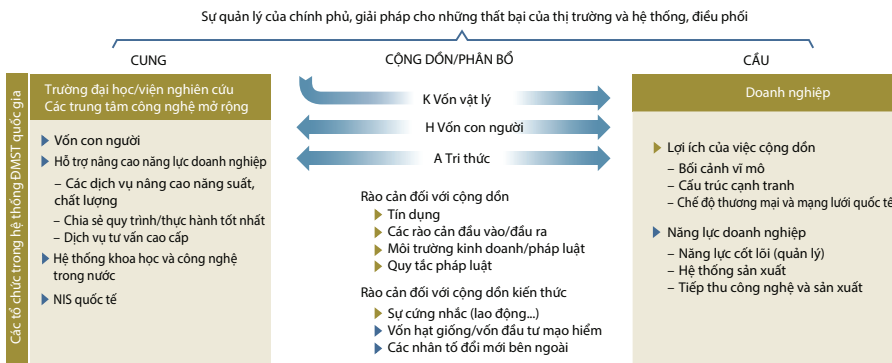 Sự quản lý của chính phủ, giải pháp cho những thất bại của thị trường và hệ thống, điều phối
CUNG
CỘNG DỒN/PHÂN BỔ
CẦU
Các tổ chức trong hệ thống ĐMST quốc gia
Trường đại học/viện nghiên cứu
Các trung tâm công nghệ mở rộng
Vốn con người
Hỗ trợ nâng cao năng lực doanh nghiệp
– Các dịch vụ nâng cao năng suất,
chất lượng
– Chia sẻ quy trình/thực hành tốt nhất
– Dịch vụ tư vấn cao cấp
Hệ thống khoa học và công nghệ
trong nước
NIS quốc tế
K Vốn vật lý
H Vốn con người
A Tri thức
Rào cản đối với cộng dồn
Tín dụng
Các rào cản đầu vào/đầu ra
Môi trường kinh doanh/pháp luật
Quy tắc pháp luật
Rào cản đối với cộng dồn kiến thức
Sự cứng nhắc (lao động...)
Vốn hạt giống/vốn đầu tư mạo hiểm
Các nhân tố đổi mới bên ngoài
Doanh nghiệp
Lợi ích của việc cộng dồn
– Bối cảnh vĩ mô
– Cấu trúc cạnh tranh
– Chế độ thương mại và mạng lưới quốc tế
Năng lực doanh nghiệp
– Năng lực cốt lõi (quản lý)
– Hệ thống sản xuất
– Tiếp thu công nghệ và sản xuất